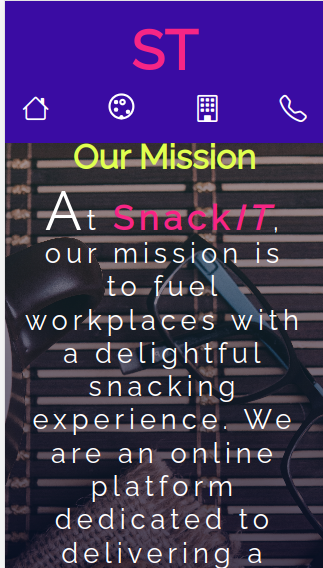 ST
Our Mission
At SnackIT,
our mission is
to fuel
workplaces with
a delightful
snacking
experience. We
are an online
platform
dedicated to
delivering a